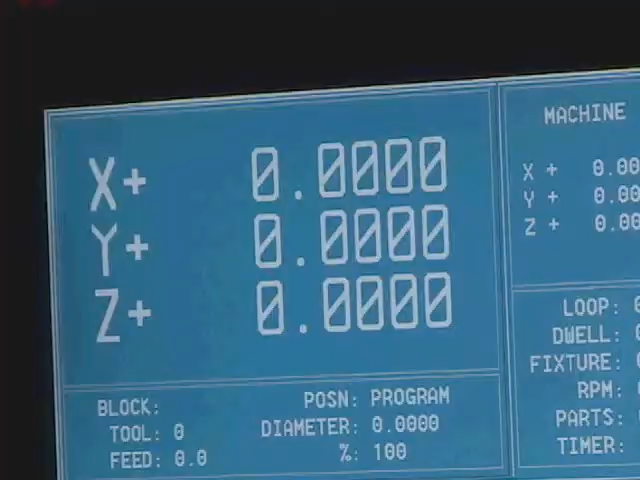 X+ 0.0000
Y+ 0.0000
Z+ 0.0000
MACHINE
X + 0.00
Y + 0.00
Z + 0.00
BLOCK:
TOOL: 0
FEED: 0.0
POSN: PROGRAM
DIAMETER: 0.0000
%: 100
LOOP:
DWELL:
FIXTURE:
RPM:
PARTS:
TIMER: